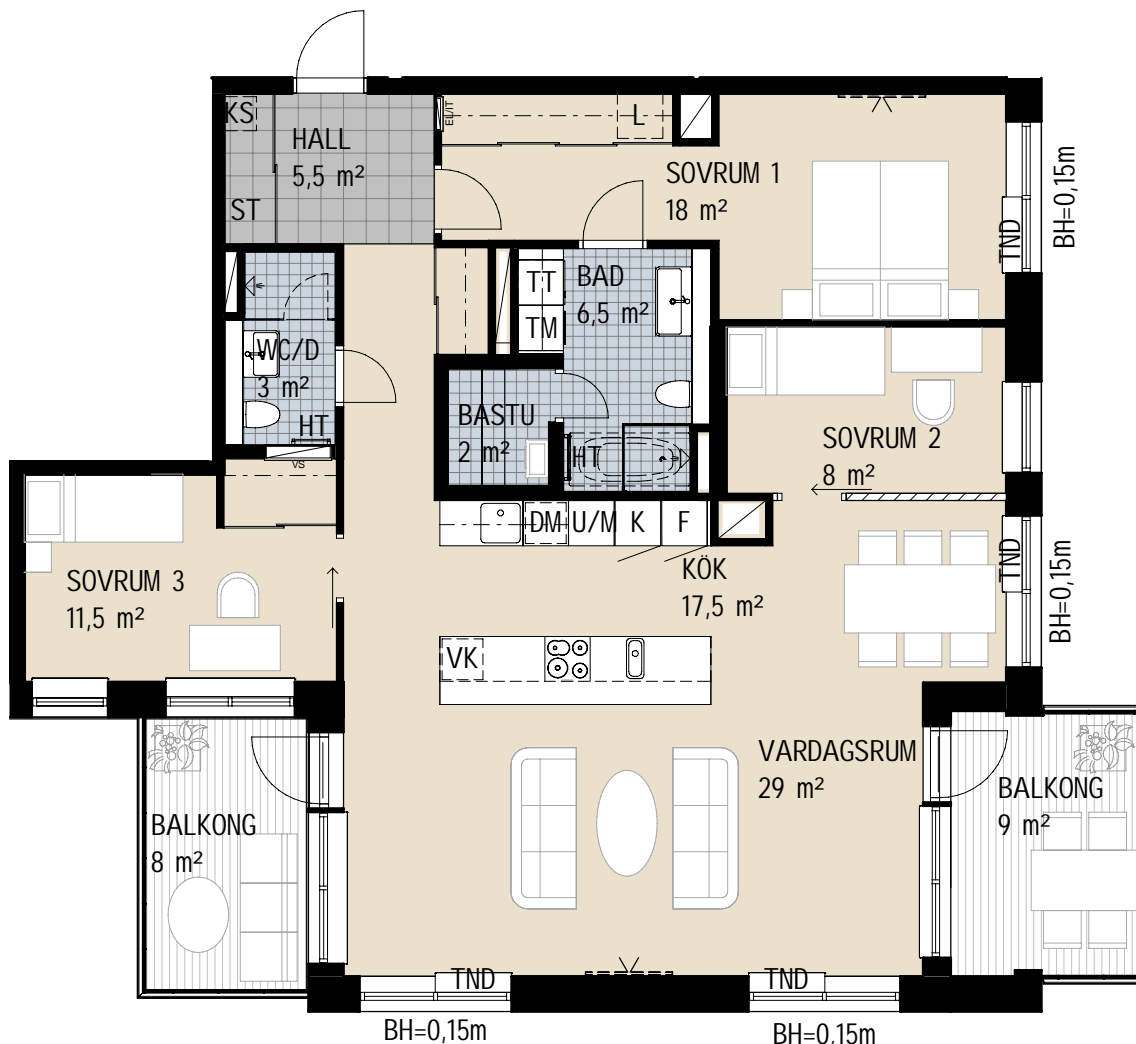 KS
HALL
5,5 m²
ST
EL/IT
L
SOVRUM 1
18 m²
TND
BH=0,15m
TT
TM
BAD
6,5 m²
WC/D
3 m²
HT
VS
BASTU
2 m²
HT
SOVRUM 2
8 m²
DM
U/M
K
F
KÖK
17,5 m²
TND
BH=0,15m
SOVRUM 3
11,5 m²
VK
VARDAGSRUM
29 m²
BALKONG
8 m²
BALKONG
9 m²
TND
TND
BH=0,15m
BH=0,15m